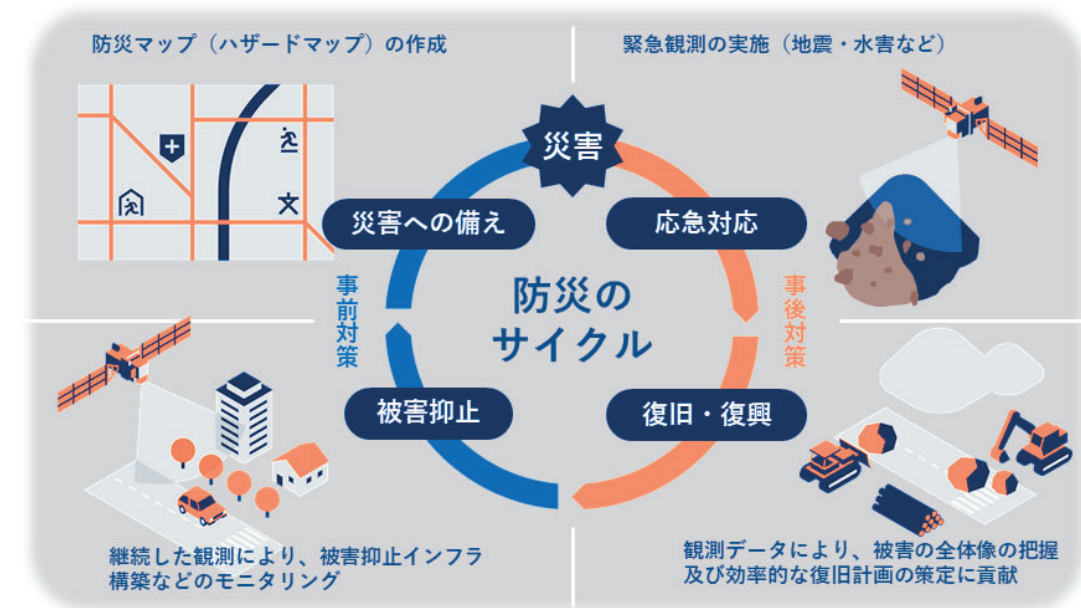 防災マップ（ハザードマップ）の作成
緊急観測の実施（地震・水害など）
災害
災害への備え
応急対応
事前対策
防災の
サイクル
事後対策
被害抑止
復旧・復興
継続した観測により、被害抑止インフラ
構築などのモニタリング
観測データにより、被害の全体像の把握
及び効率的な復旧計画の策定に貢献
文